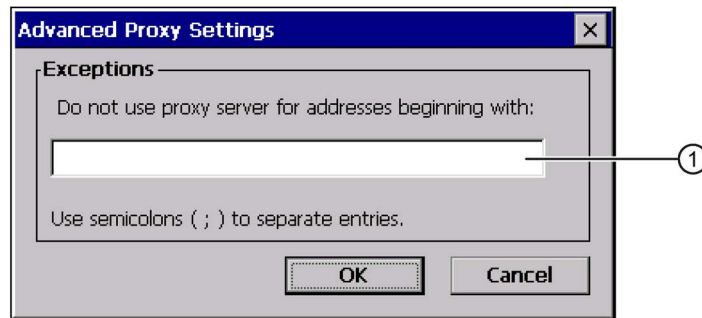 Advanced Proxy Settings
Exceptions
Do not use proxy server for addresses beginning with:
1
Use semicolons ( ; ) to separate entries.
OK Cancel